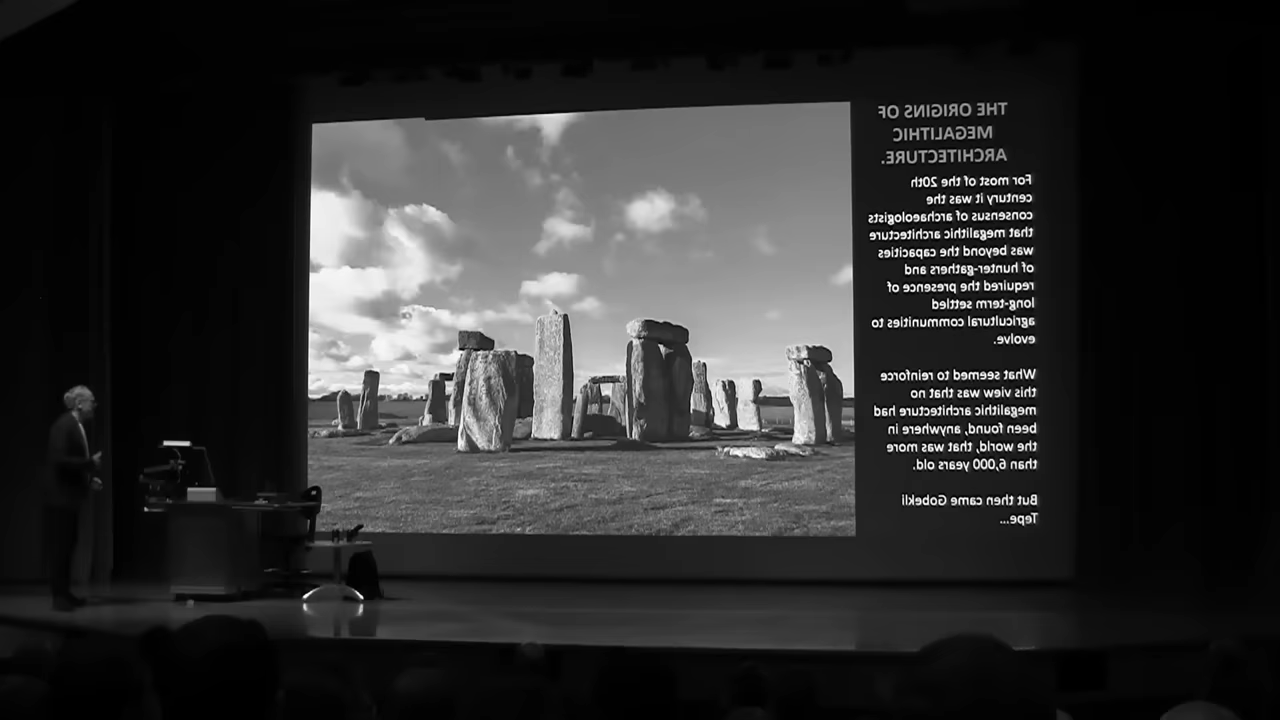 THE ORIGINS OF
MEGALITHIC
ARCHITECTURE.
For most of the 20th
century it was the
consensus of archaeologists
that megalithic architecture
was beyond the capacities
of hunter-gathers and
required the presence of
long-term settled
agricultural communities to
evolve.
What seemed to reinforce
this view was that no
megalithic architecture had
been found, anywhere in
the world, that was more
than 6,000 years old.
But then came Gobekli
Tepe...